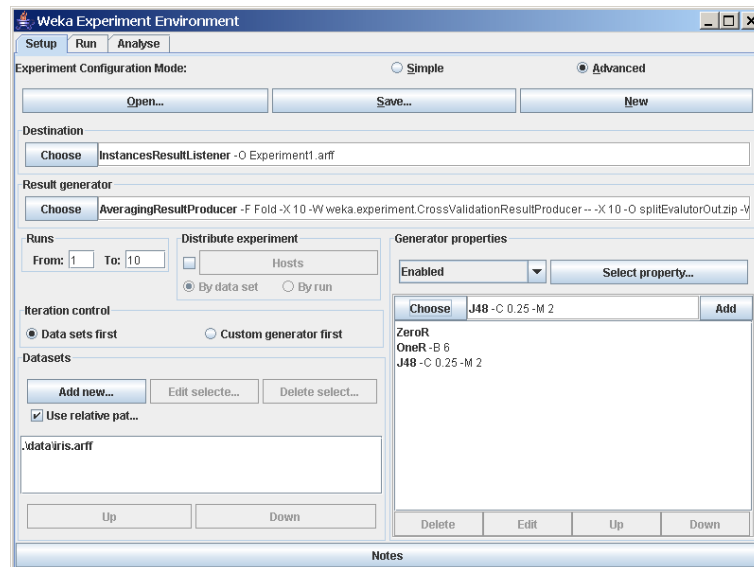 Weka Experiment Environment
Setup Run Analyse
Experiment Configuration Mode: Simple Advanced
Open... Save... New
Destination
Choose InstancesResultListener -O Experiment1.arff
Result generator
Choose AveragingResultProducer -F Fold -X 10 -W weka.experiment.CrossValidationResultProducer -- -X 10 -O splitEvalutorOut.zip -W
Runs
From: 1 To: 10
Distribute experiment
Hosts
By data set By run
Generator properties
Enabled Select property...
Iteration control
Data sets first Custom generator first
Choose J48 -C 0.25 -M 2 Add
ZeroR
OneR -B 6
J48 -C 0.25 -M 2
Datasets
Add new... Edit selecte... Delete select...
Use relative pat...
.\data\iris.arff
Up Down
Delete Edit Up Down
Notes